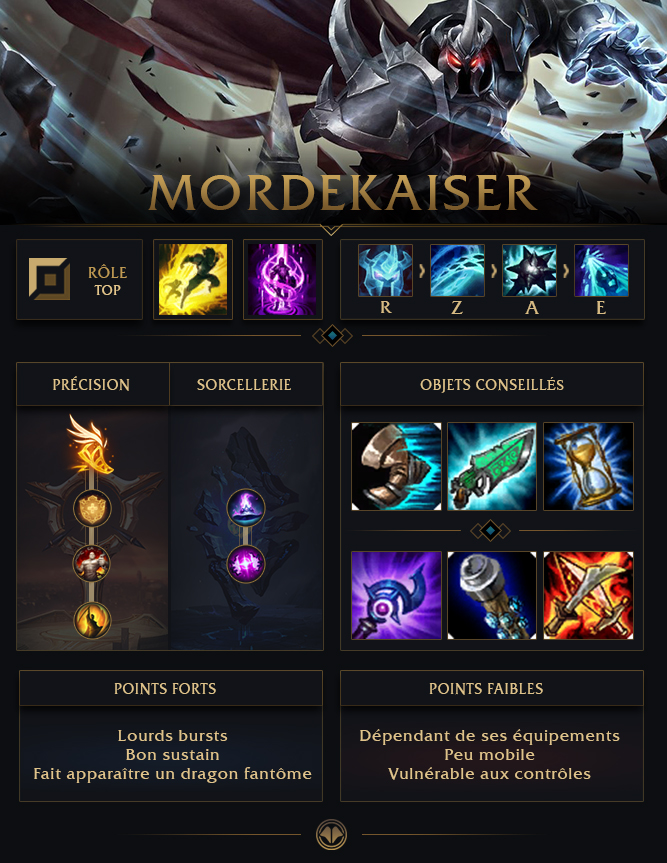 MORDEKAISER
RÔLE
TOP
R Z A E
PRÉCISION
SORCELLERIE
OBJETS CONSEILLÉS
POINTS FORTS
Lourds bursts
Bon sustain
Fait apparaître un dragon fantôme
POINTS FAIBLES
Dépendant de ses équipements
Peu mobile
Vulnérable aux contrôles